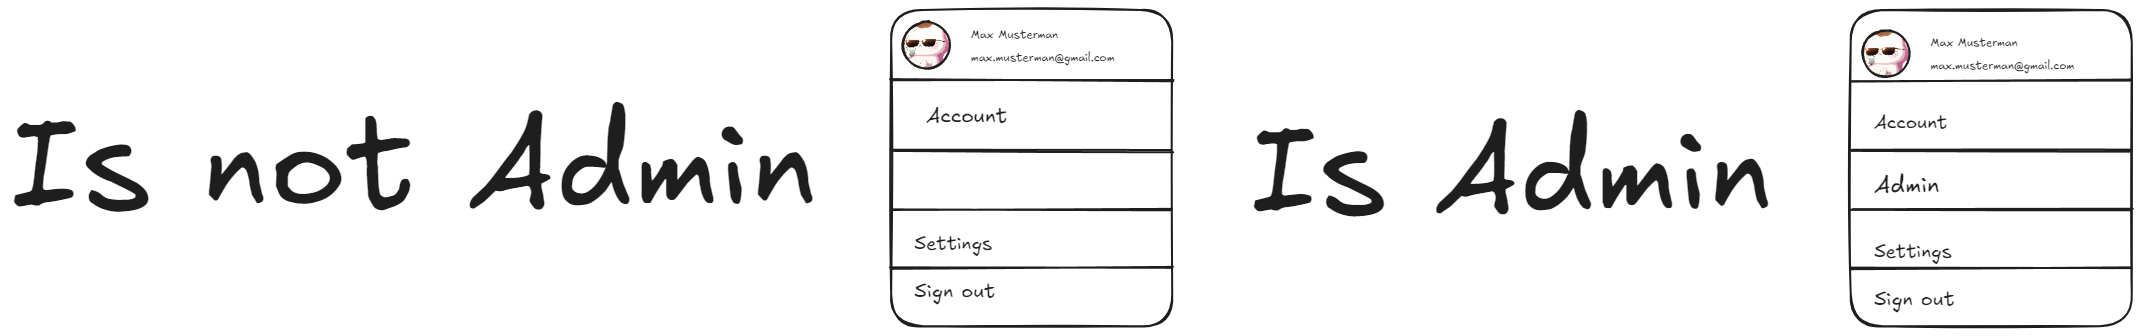 Is not Admin
Max Musterman
max.musterman@gmail.com
Account
Settings
Sign out
Is Admin
Max Musterman
max.musterman@gmail.com
Account
Admin
Settings
Sign out